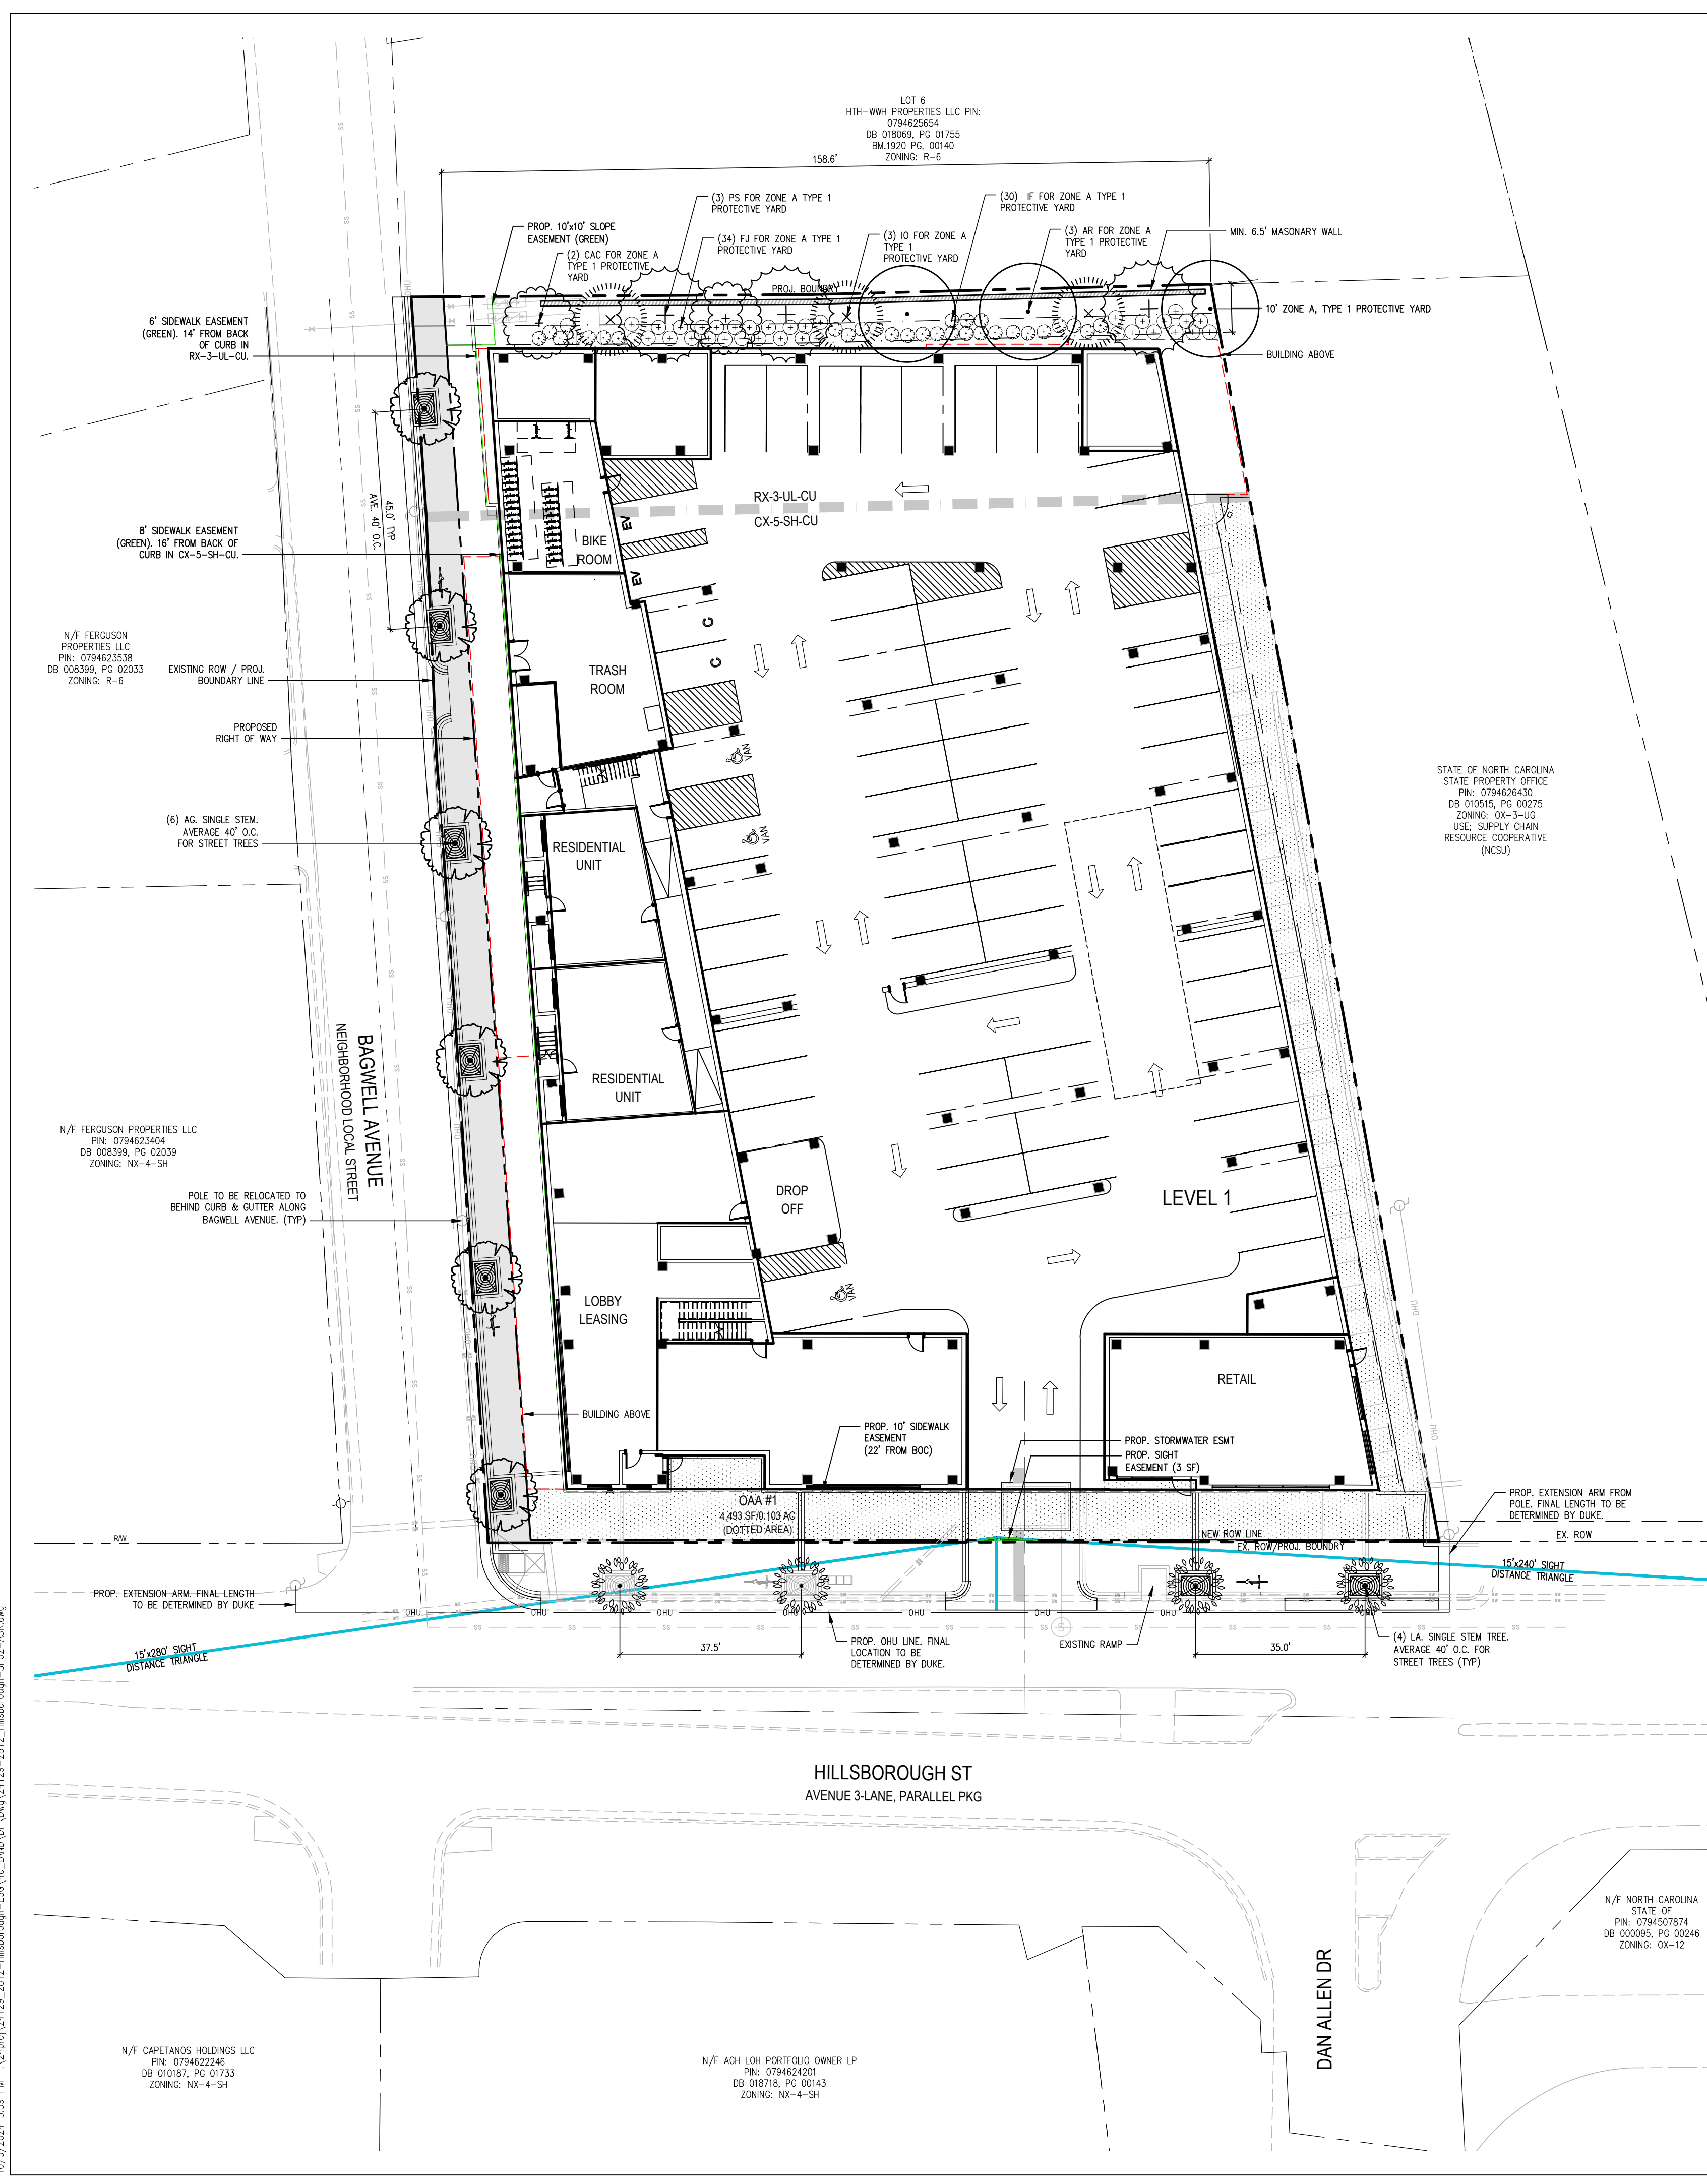 LOT 6
HTH-WWH PROPERTIES LLC PIN:
0794625654
DB 018069, PG 01755
BM.1920 PG. 00140
ZONING: R-6
158.6'
(3) PS FOR ZONE A TYPE 1
PROTECTIVE YARD
(30) IF FOR ZONE A TYPE 1
PROTECTIVE YARD
PROP. 10'x10' SLOPE
EASEMENT (GREEN)
(34) FJ FOR ZONE A TYPE 1
PROTECTIVE YARD
(3) IO FOR ZONE A
TYPE 1
PROTECTIVE YARD
(3) AR FOR ZONE A
TYPE 1 PROTECTIVE
YARD
MIN. 6.5' MASONARY WALL
(2) CAC FOR ZONE A
TYPE 1 PROTECTIVE
YARD
PROJ. BOUNDRY
10' ZONE A, TYPE 1 PROTECTIVE YARD
BUILDING ABOVE
6' SIDEWALK EASEMENT
(GREEN). 14' FROM BACK
OF CURB IN
RX-3-UL-CU.
45.0' TYP
AVE. 40' O.C.
RX-3-UL-CU
CX-5-SH-CU
8' SIDEWALK EASEMENT
(GREEN). 16' FROM BACK OF
CURB IN CX-5-SH-CU.
BIKE
ROOM
EV
EV
C
C
N/F FERGUSON
PROPERTIES LLC
PIN: 0794623538
DB 008399, PG 02033
ZONING: R-6
EXISTING ROW / PROJ.
BOUNDARY LINE
TRASH
ROOM
PROPOSED
RIGHT OF WAY
VAN
VAN
STATE OF NORTH CAROLINA
STATE PROPERTY OFFICE
PIN: 0794626430
DB 010515, PG 00275
ZONING: OX-3-UG
USE; SUPPLY CHAIN
RESOURCE COOPERATIVE
(NCSU)
(6) AG. SINGLE STEM.
AVERAGE 40' O.C.
FOR STREET TREES
RESIDENTIAL
UNIT
RESIDENTIAL
UNIT
BAGWELL AVENUE
NEIGHBORHOOD LOCAL STREET
N/F FERGUSON PROPERTIES LLC
PIN: 0794623404
DB 008399, PG 02039
ZONING: NX-4-SH
POLE TO BE RELOCATED TO
BEHIND CURB & GUTTER ALONG
BAGWELL AVENUE. (TYP)
DROP
OFF
LEVEL 1
VAN
LOBBY
LEASING
RETAIL
BUILDING ABOVE
PROP. 10' SIDEWALK
EASEMENT
(22' FROM BOC)
PROP. STORMWATER ESMT
PROP. SIGHT
EASEMENT (3 SF)
OAA #1
4,493 SF/0.103 AC
(DOTTED AREA)
PROP. EXTENSION ARM FROM
POLE. FINAL LENGTH TO BE
DETERMINED BY DUKE.
R/W
NEW ROW LINE
EX. ROW/PROJ. BOUNDRY
EX. ROW
15'x240' SIGHT
DISTANCE TRIANGLE
PROP. EXTENSION ARM. FINAL LENGTH
TO BE DETERMINED BY DUKE
OHU
OHU
OHU
OHU
OHU
OHU
OHU
OHU
15'x280' SIGHT
DISTANCE TRIANGLE
37.5'
PROP. OHU LINE. FINAL
LOCATION TO BE
DETERMINED BY DUKE.
EXISTING RAMP
35.0'
(4) LA. SINGLE STEM TREE.
AVERAGE 40' O.C. FOR
STREET TREES (TYP)
HILLSBOROUGH ST
AVENUE 3-LANE, PARALLEL PKG
DAN ALLEN DR
N/F NORTH CAROLINA
STATE OF
PIN: 0794507874
DB 000095, PG 00246
ZONING: OX-12
N/F CAPETANOS HOLDINGS LLC
PIN: 0794622246
DB 010187, PG 01733
ZONING: NX-4-SH
N/F AGH LOH PORTFOLIO OWNER LP
PIN: 0794624201
DB 018718, PG 00143
ZONING: NX-4-SH